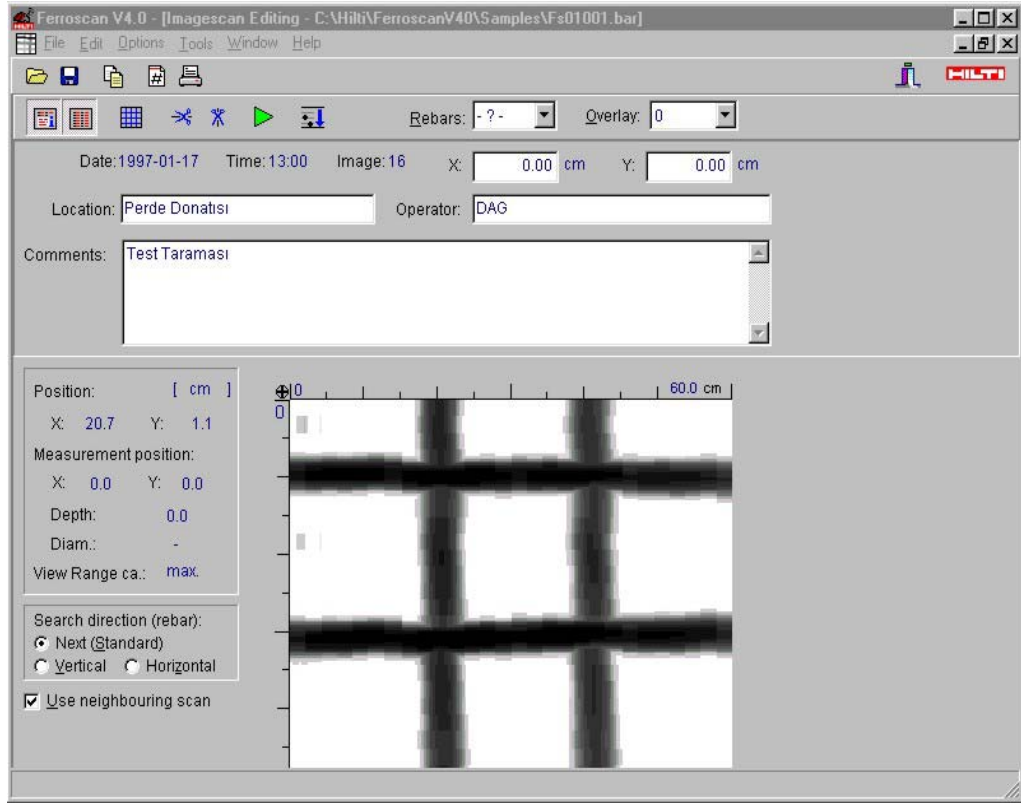 Ferroscan V4.0 - [Imagescan Editing - C:\Hilti\FerroscanV40\Samples\Fs01001.bar]
File Edit Options Tools Window Help
HILTI
Rebars: - ? - Overlay: 0
Date: 1997-01-17 Time: 13:00 Image: 16 X: 0.00 cm Y: 0.00 cm
Location: Perde Donatısı Operator: DAG
Comments: Test Taraması
Position: [ cm ]
X: 20.7 Y: 1.1
Measurement position:
X: 0.0 Y: 0.0
Depth: 0.0
Diam.: -
View Range ca.: max.
Search direction (rebar):
Next (Standard)
Vertical Horizontal
Use neighbouring scan
0 60.0 cm
0